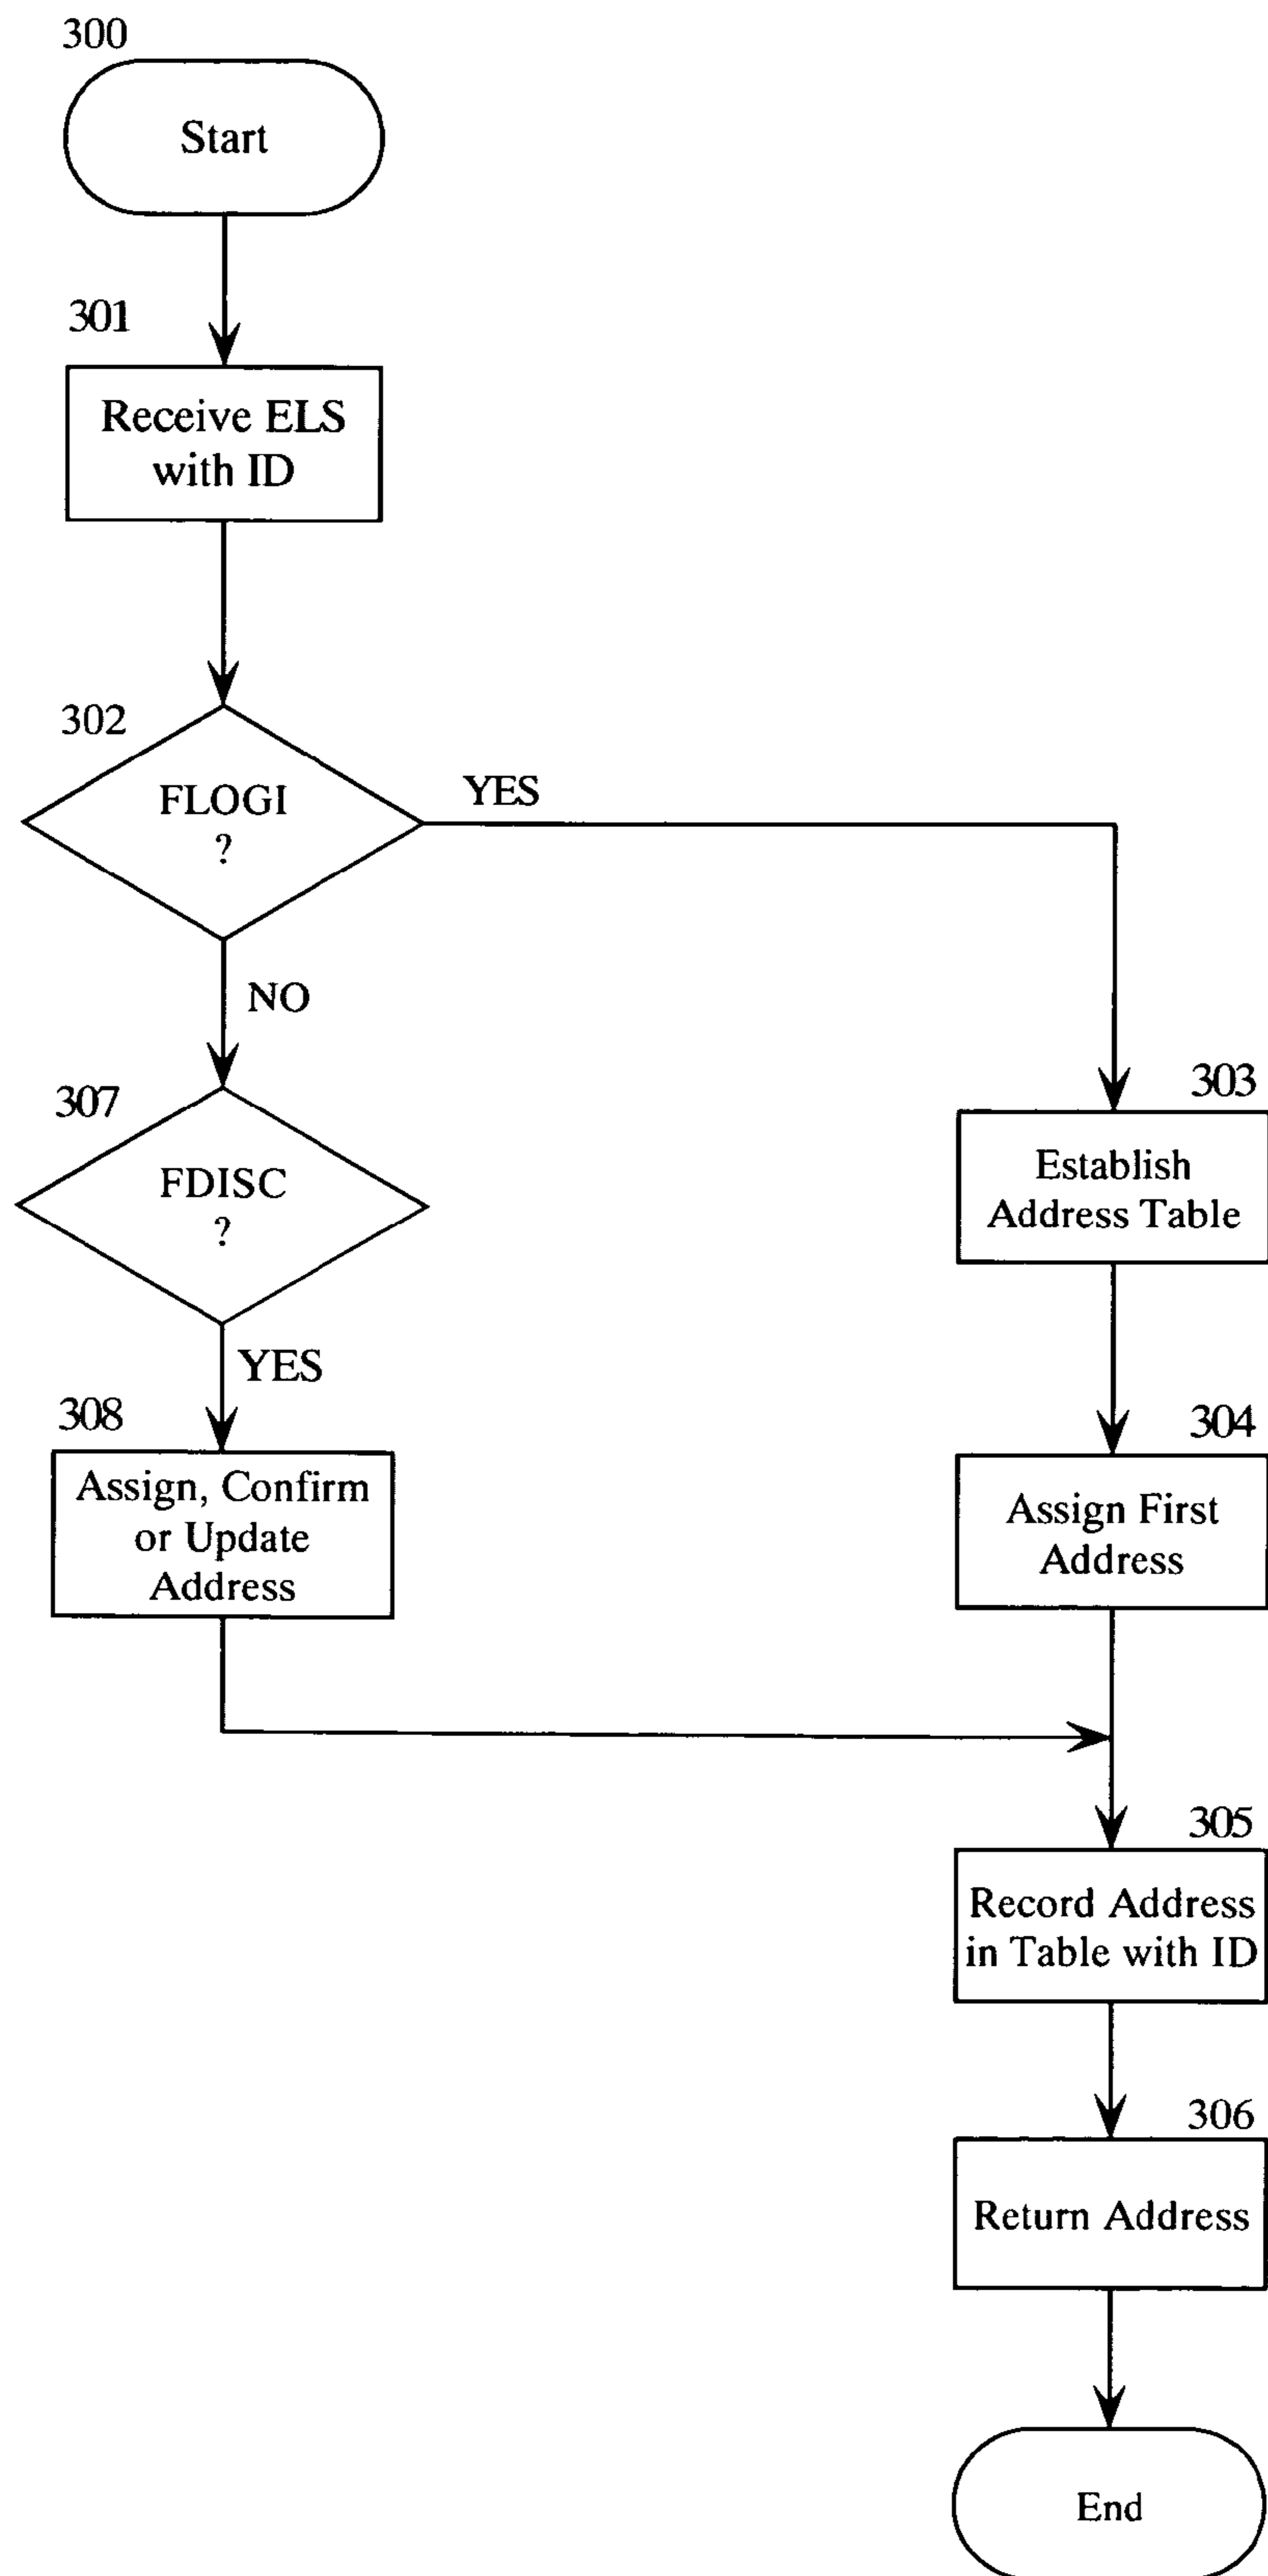 300
Start
301
Receive ELS
with ID
302
FLOGI
?
YES
NO
307
FDISC
?
YES
308
Assign, Confirm
or Update
Address
303
Establish
Address Table
304
Assign First
Address
305
Record Address
in Table with ID
306
Return Address
End